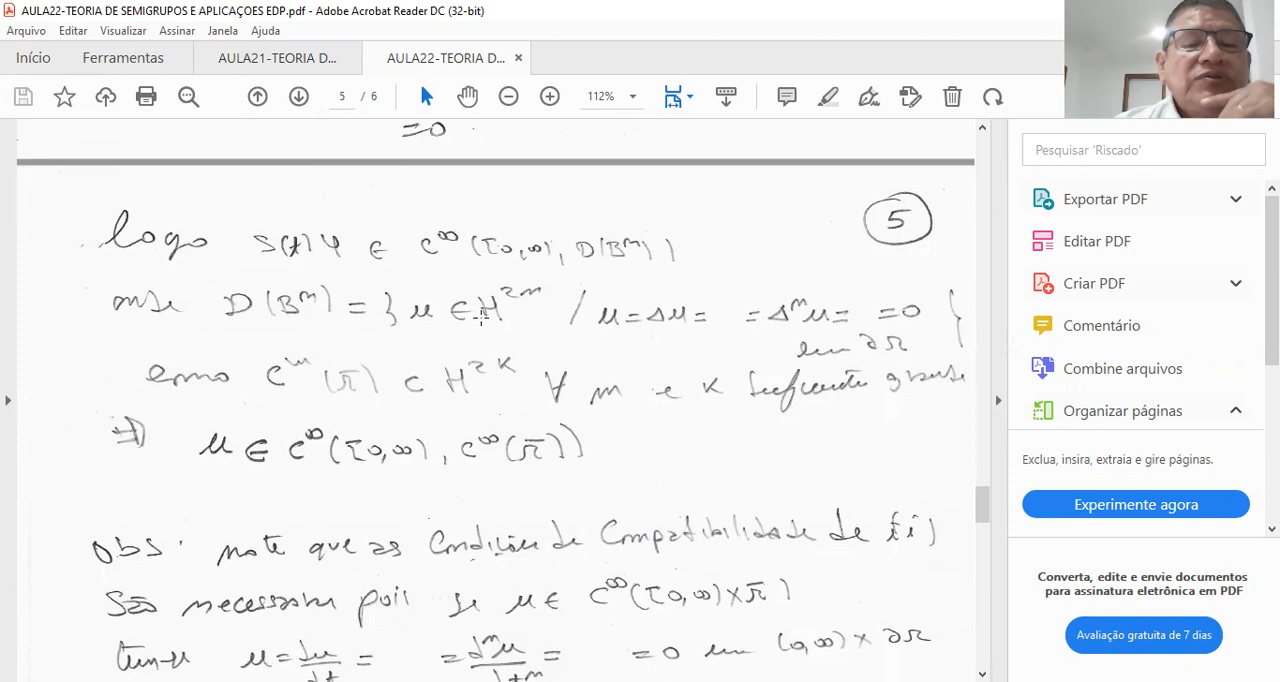 AULA22-TEORIA DE SEMIGRUPOS E APLICAÇOES EDP.pdf - Adobe Acrobat Reader DC (32-bit)
Arquivo Editar Visualizar Assinar Janela Ajuda
Início Ferramentas AULA21-TEORIA D... AULA22-TEORIA D... ×
5 / 6 112%
=0
5
Logo S(t)φ ∈ C^∞([0,∞), D(B^m))
onde D(B^m) = { u ∈ H^2m / u = Δu = = Δ^m u = = 0 }
em ∂Ω
como C^m(Ω̄) ⊂ H^2k ∀ m e k suficiente grande
⇒ u ∈ C^∞([0,∞), C^∞(Ω̄))
Obs: note que as Condições de Compatibilidade de (i)
São necessaria pois se u ∈ C^∞([0,∞)×Ω̄)
tem-se u = du/dt = = d^m u/dt^m = = 0 em (0,∞) × ∂Ω
Pesquisar 'Riscado'
Exportar PDF
Editar PDF
Criar PDF
Comentário
Combine arquivos
Organizar páginas
Exclua, insira, extraia e gire páginas.
Experimente agora
Converta, edite e envie documentos
para assinatura eletrônica em PDF
Avaliação gratuita de 7 dias